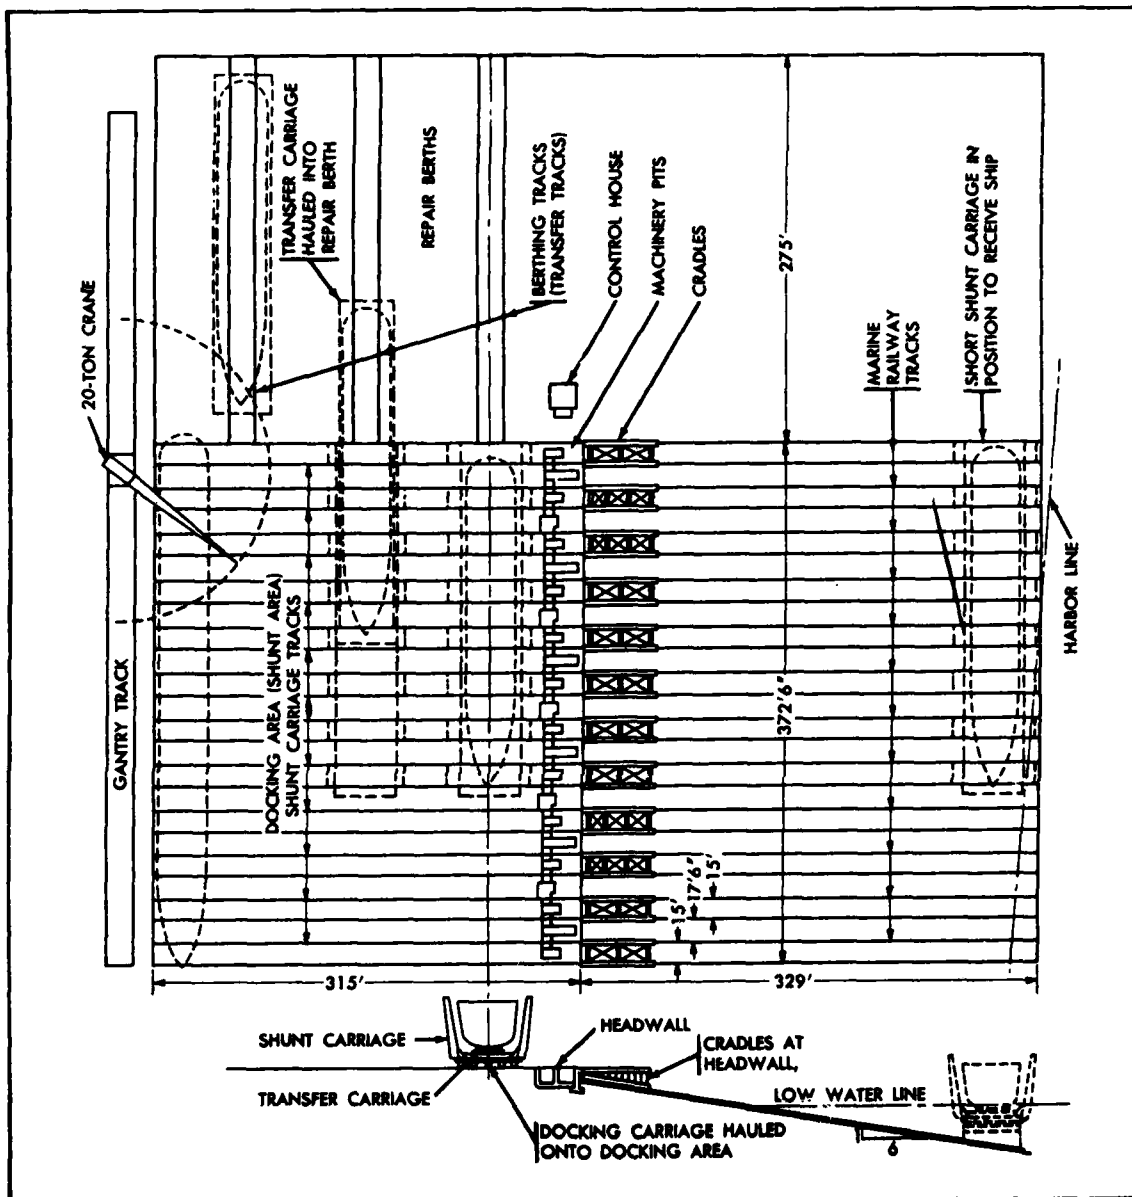 20-TON CRANE
TRANSFER CARRIAGE
HAULED INTO
REPAIR BERTH
REPAIR BERTHS
BERTHING TRACKS
(TRANSFER TRACKS)
CONTROL HOUSE
MACHINERY PITS
CRADLES
275'
MARINE
RAILWAY
TRACKS
SHORT SHUNT CARRIAGE IN
POSITION TO RECEIVE SHIP
HARBOR LINE
GANTRY TRACK
DOCKING AREA (SHUNT AREA)
SHUNT CARRIAGE TRACKS
372'6"
15'
17'6"
15'
315'
329'
SHUNT CARRIAGE
TRANSFER CARRIAGE
HEADWALL
CRADLES AT
HEADWALL,
LOW WATER LINE
DOCKING CARRIAGE HAULED
ONTO DOCKING AREA
6